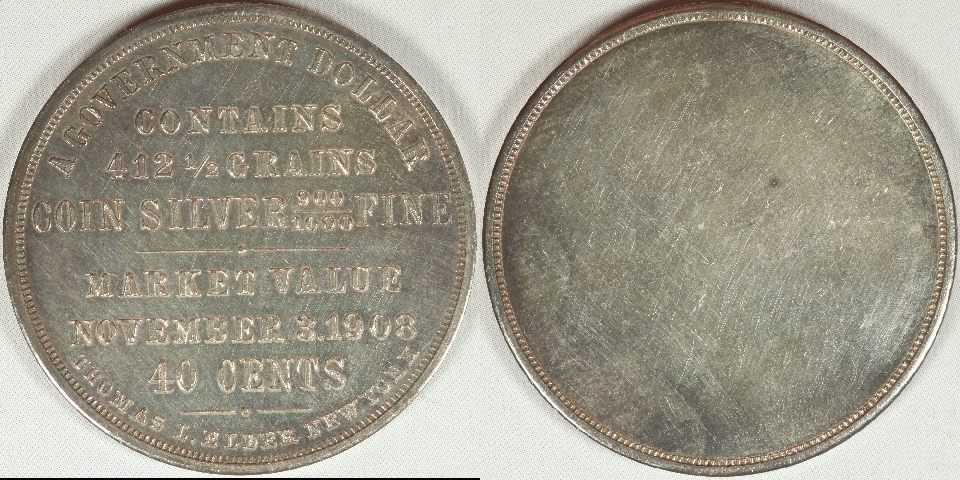 A GOVERNMENT DOLLAR
CONTAINS
412 ½ GRAINS
COIN SILVER 900/1000 FINE
MARKET VALUE
NOVEMBER 3.1908
40 CENTS
THOMAS L. ELDER NEW YORK